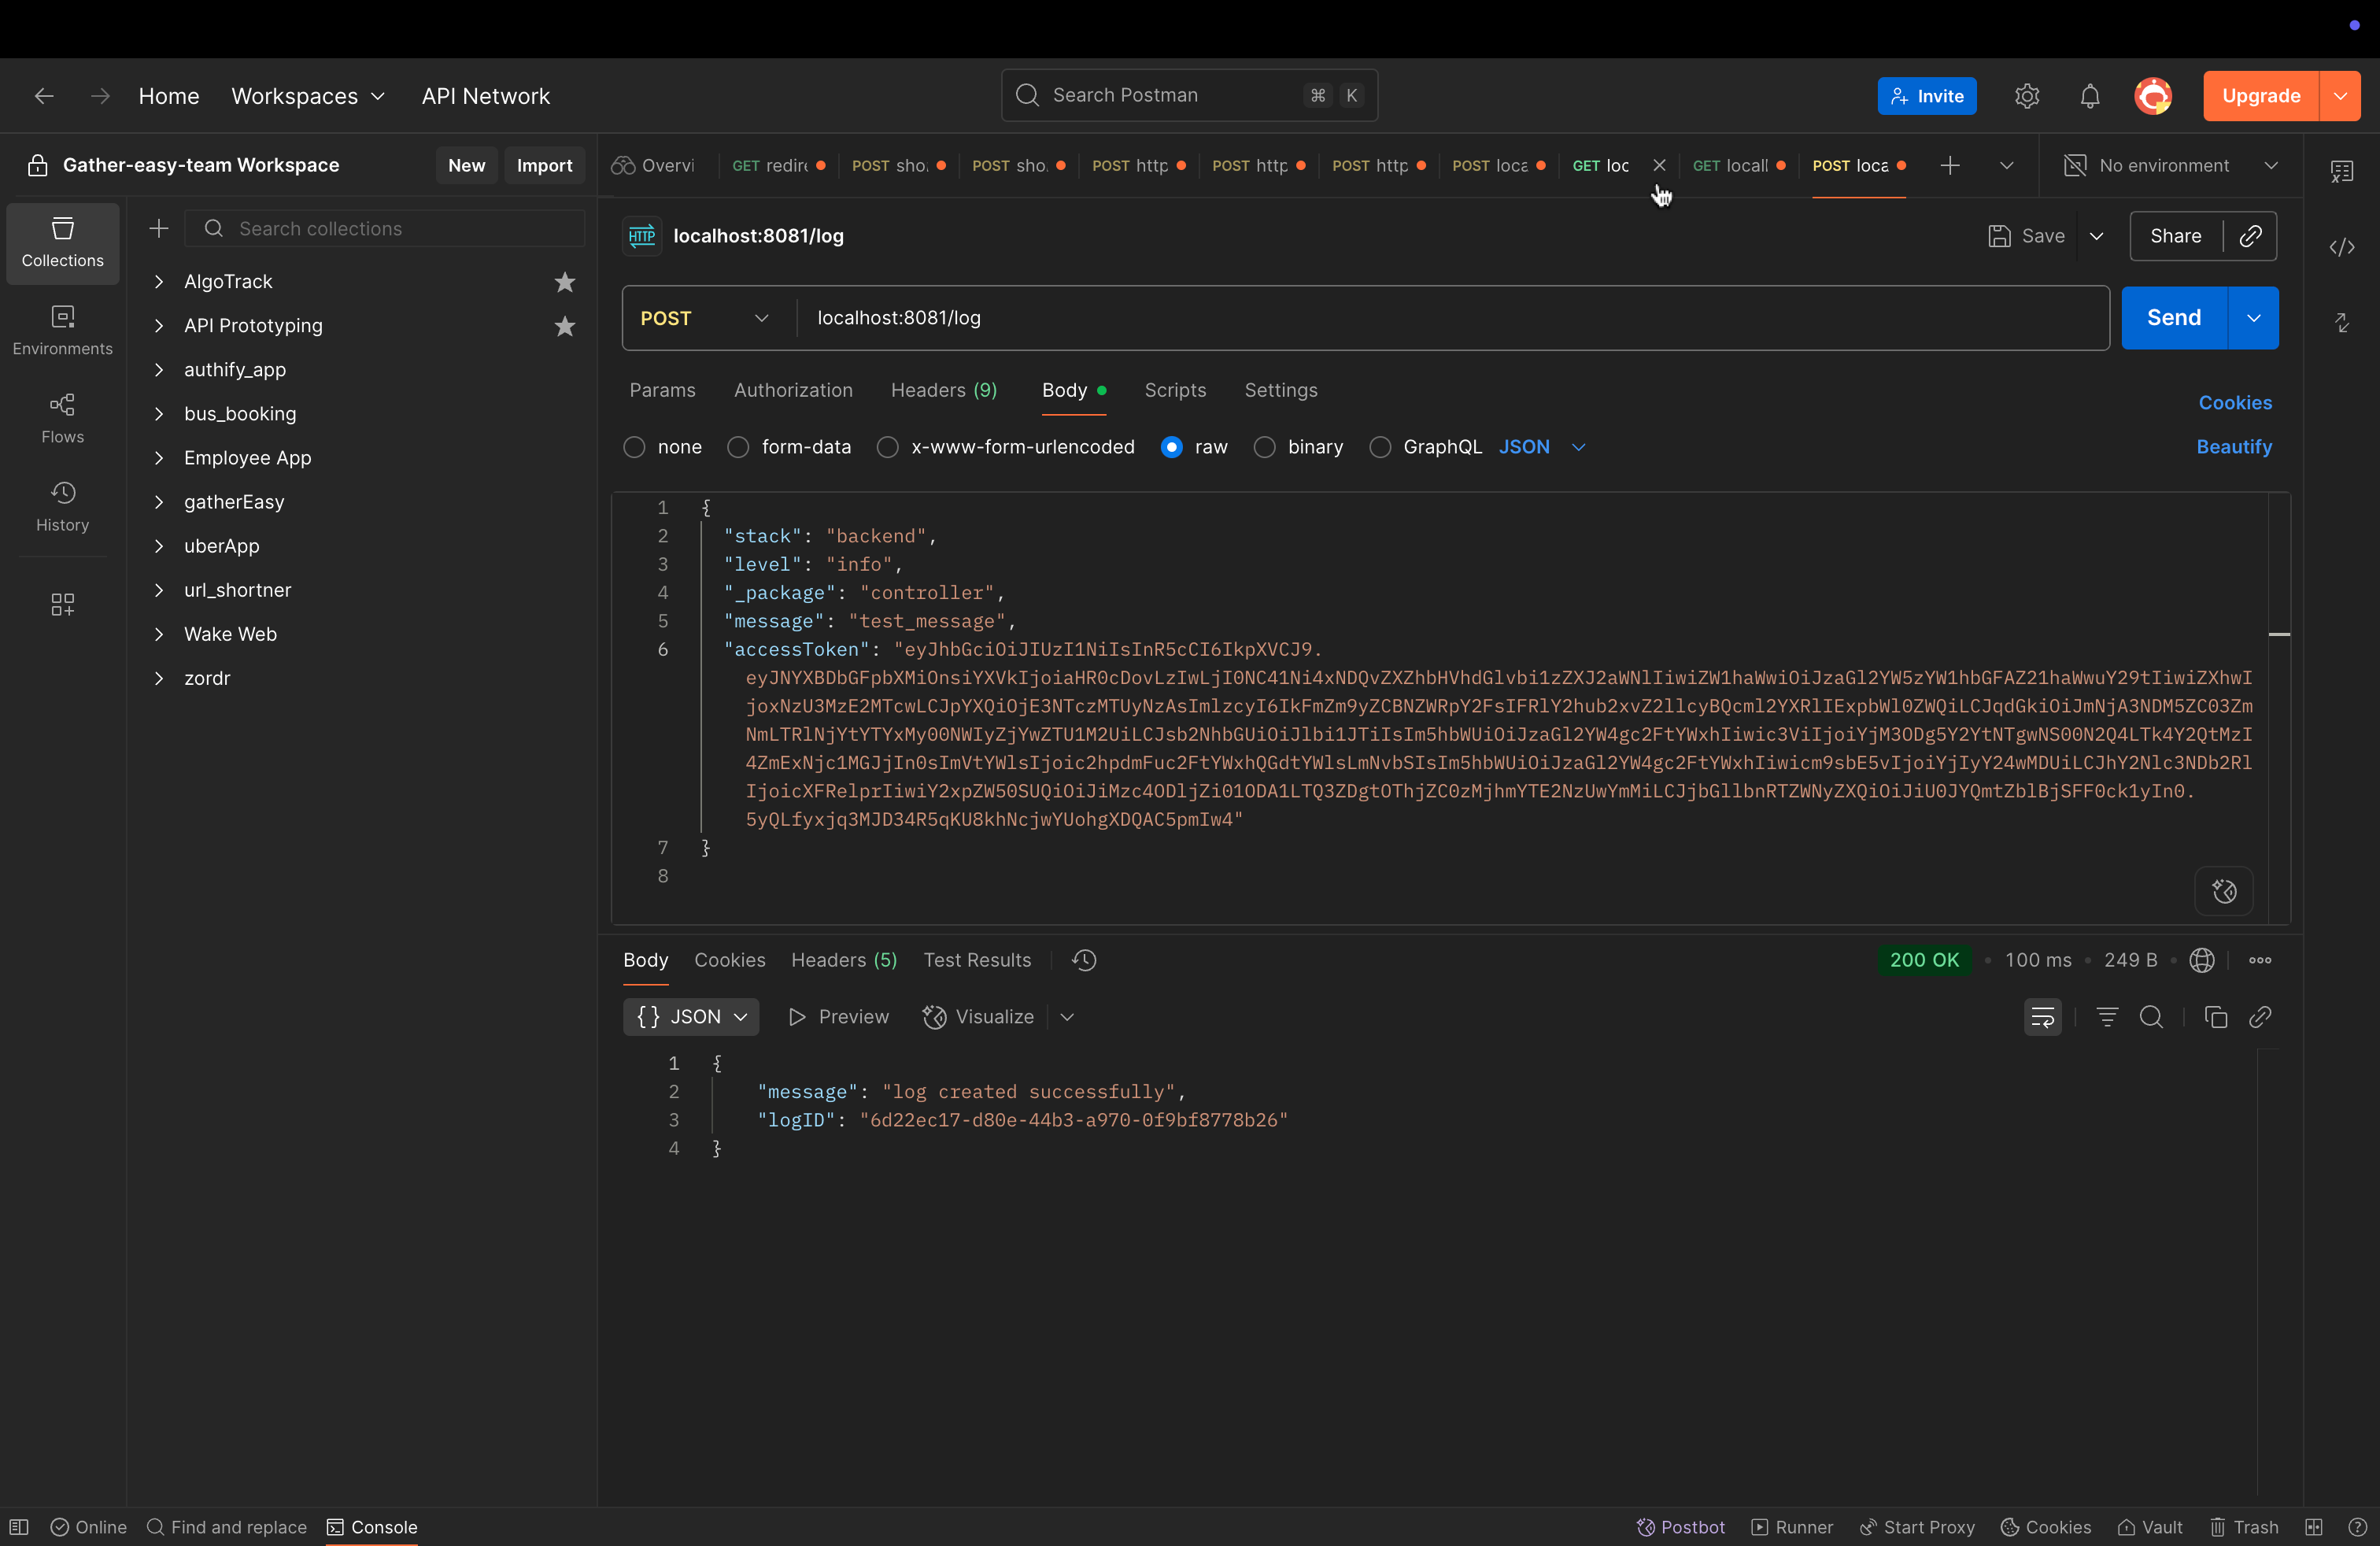 Home
Workspaces
API Network
Search Postman
⌘ K
Invite
Upgrade
Gather-easy-team Workspace
New
Import
Overvi
GET redire
POST sho.
POST sho.
POST http
POST http
POST http
POST loca
GET loc
GET locall
POST loca
No environment
Collections
Environments
Flows
History
Search collections
AlgoTrack
API Prototyping
authify_app
bus_booking
Employee App
gatherEasy
uberApp
url_shortner
Wake Web
zordr
HTTP
localhost:8081/log
Save
Share
POST
localhost:8081/log
Send
Params
Authorization
Headers (9)
Body
Scripts
Settings
Cookies
none
form-data
x-www-form-urlencoded
raw
binary
GraphQL
JSON
Beautify
1 {
2 "stack": "backend",
3 "level": "info",
4 "_package": "controller",
5 "message": "test_message",
6 "accessToken": "eyJhbGciOiJIUzI1NiIsInR5cCI6IkpXVCJ9.
7 }
8
Body
Cookies
Headers (5)
Test Results
200 OK
100 ms
249 B
{} JSON
Preview
Visualize
1 {
2 "message": "log created successfully",
3 "logID": "6d22ec17-d80e-44b3-a970-0f9bf8778b26"
4 }
Online
Find and replace
Console
Postbot
Runner
Start Proxy
Cookies
Vault
Trash